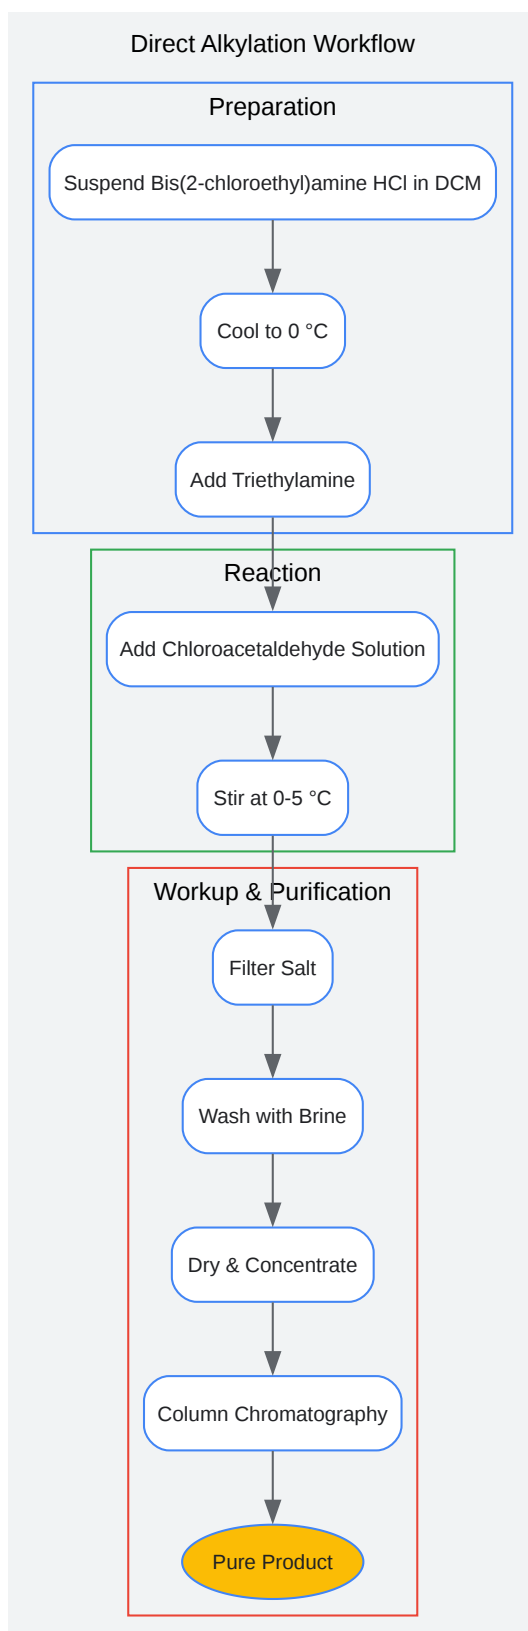 Direct Alkylation Workflow
Preparation
Suspend Bis(2-chloroethyl)amine HCl in DCM
Cool to 0 °C
Add Triethylamine
Reaction
Add Chloroacetaldehyde Solution
Stir at 0-5 °C
Workup & Purification
Filter Salt
Wash with Brine
Dry & Concentrate
Column Chromatography
Pure Product